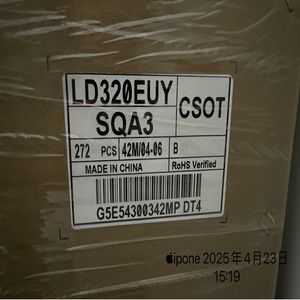 LD320EUY
SQA3
CSOT
272 PCS 42M/04-06 B
MADE IN CHINA RoHS Verified
G5E54300342MP DT4
ipone 2025年4月23日
15:19